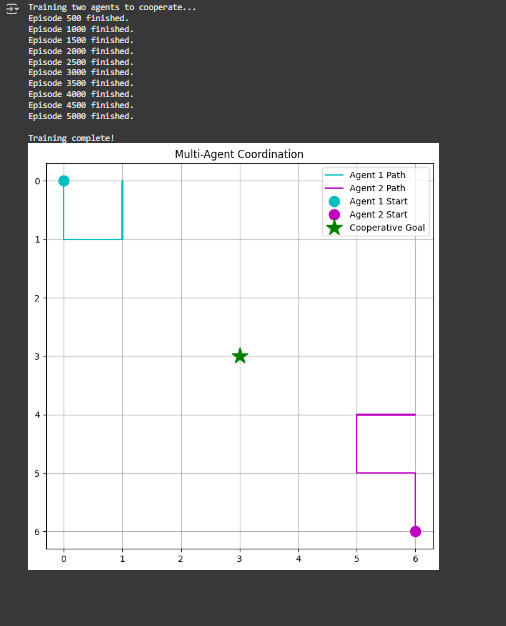 Training two agents to cooperate...
Episode 500 finished.
Episode 1000 finished.
Episode 1500 finished.
Episode 2000 finished.
Episode 2500 finished.
Episode 3000 finished.
Episode 3500 finished.
Episode 4000 finished.
Episode 4500 finished.
Episode 5000 finished.
Training complete!
Multi-Agent Coordination
Agent 1 Path
Agent 2 Path
Agent 1 Start
Agent 2 Start
Cooperative Goal
0
1
2
3
4
5
6
0 1 2 3 4 5 6